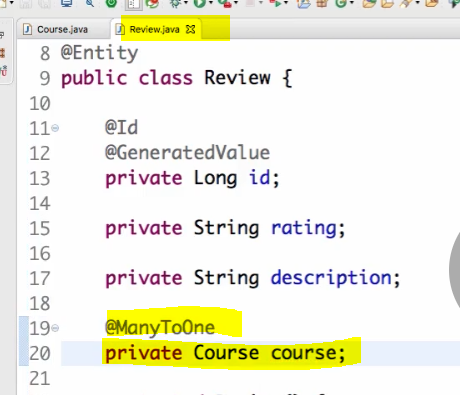 Course.java
Review.java
8 @Entity
9 public class Review {
10
11 @Id
12 @GeneratedValue
13 private Long id;
14
15 private String rating;
16
17 private String description;
18
19 @ManyToOne
20 private Course course;
21